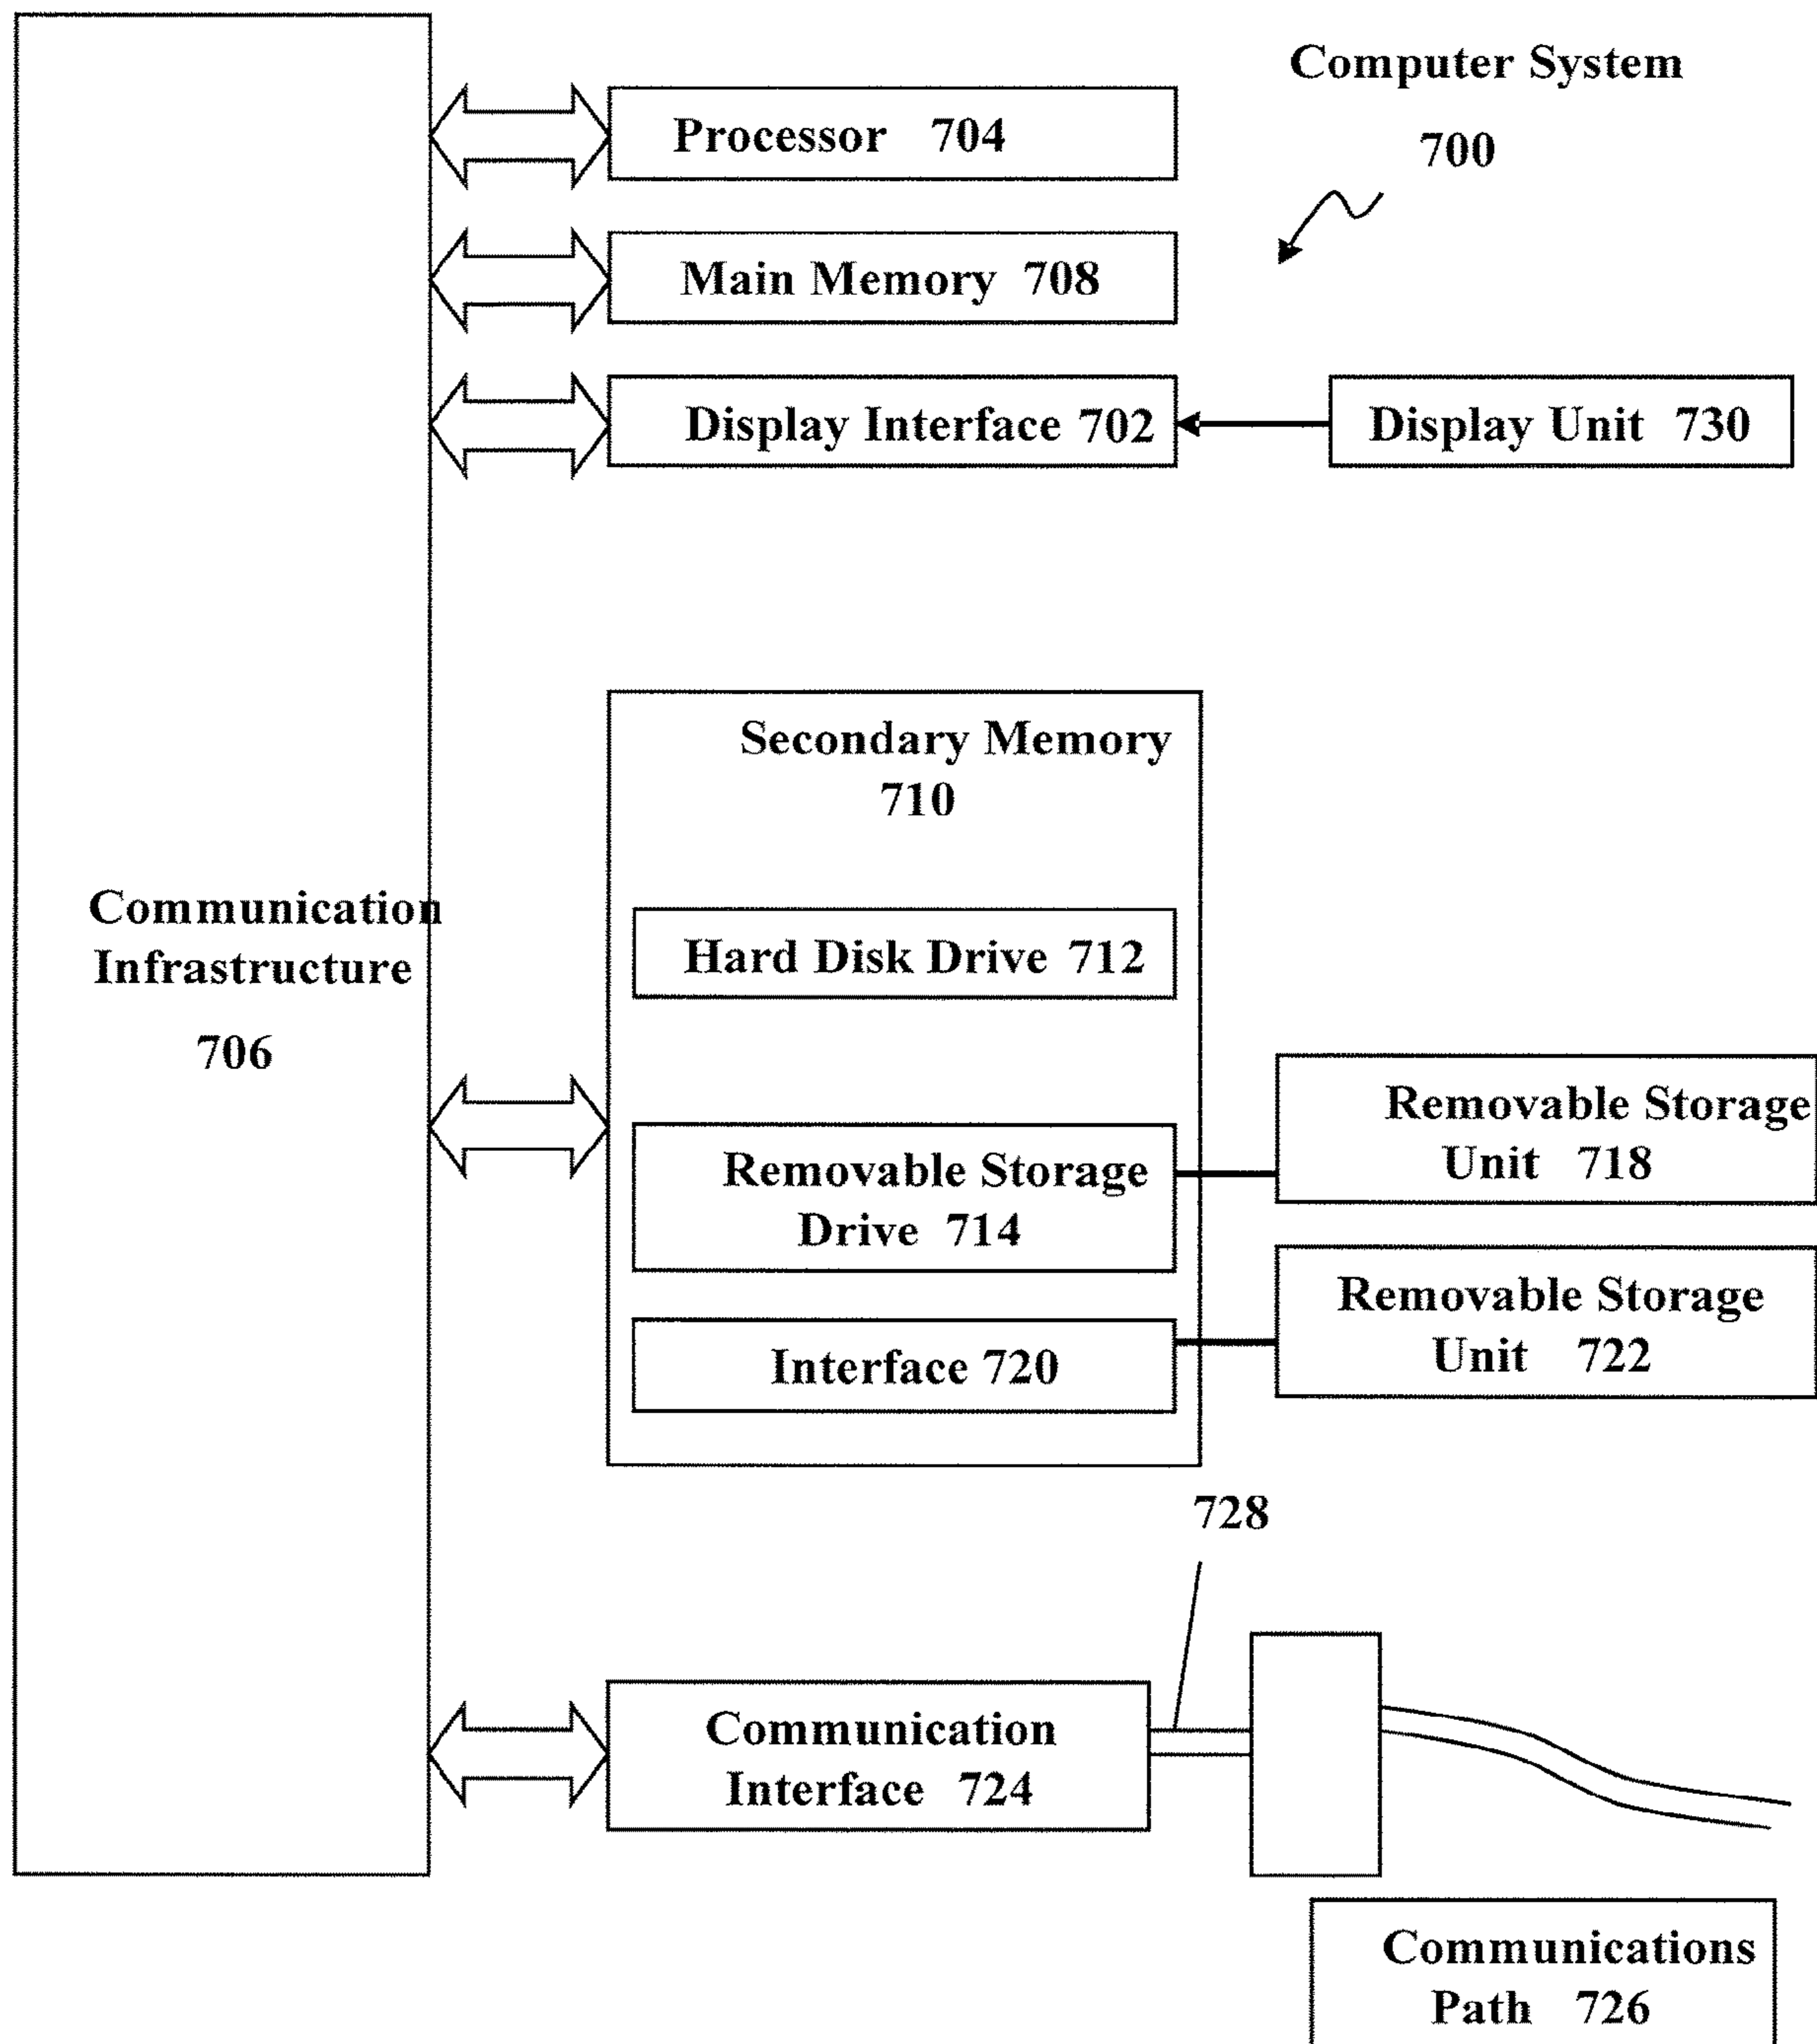 Computer System
700
Processor 704
Main Memory 708
Display Interface 702
Display Unit 730
Secondary Memory
710
Communication
Infrastructure
706
Hard Disk Drive 712
Removable Storage
Drive 714
Removable Storage
Unit 718
Interface 720
Removable Storage
Unit 722
728
Communication
Interface 724
Communications
Path 726